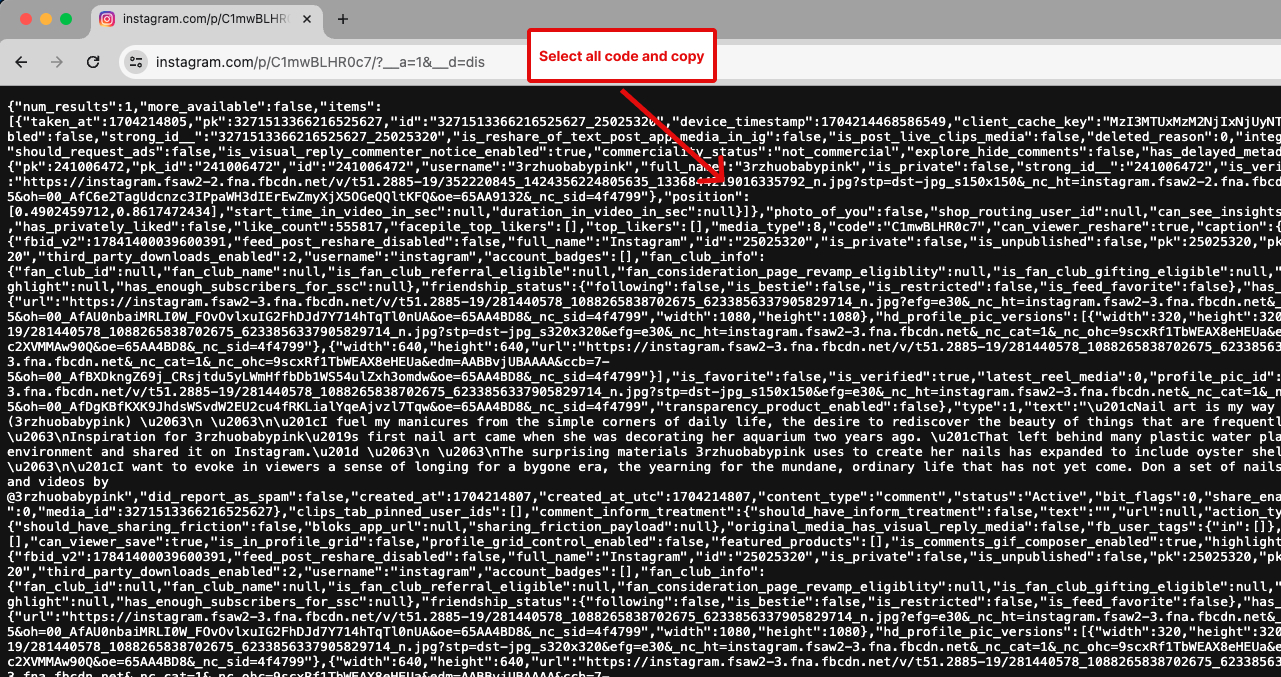 instagram.com/p/C1mwBLHR
instagram.com/p/C1mwBLHR0c7/?__a=1&__d=dis
Select all code and copy
{"num_results":1,"more_available":false,"items":
[{"taken_at":1704214805,"pk":"3271513366216525627","id":"3271513366216525627_25025320","device_timestamp":1704214468586549,"client_cache_key":"MzI3MTUxMzM2NjIxNjUyNT
bled":false,"strong_id__":"3271513366216525627_25025320","is_reshare_of_text_post_app_media_in_ig":false,"is_post_live_clips_media":false,"deleted_reason":0,"inte
"should_request_ads":false,"is_visual_reply_commenter_notice_enabled":true,"commerciality_status":"not_commercial","explore_hide_comments":false,"has_delayed_metad
{"pk":241006472,"pk_id":"241006472","id":"241006472","username":"3rzhuobabypink","full_name":"3rzhuobabypink","is_private":false,"strong_id__":"241006472","is_veri
:"https://instagram.fsaw2-2.fna.fbcdn.net/v/t51.2885-19/352220845_1424356224805635_13368 19016335792_n.jpg?stp=dst-jpg_s150x150&_nc_ht=instagram.fsaw2-2.fna.fbc
5&oh=00_AfC6e2TagUdcnzc3IPpaWH3dIErEwZmyXjX5OGeQQltKFQ&oe=65AA9132&_nc_sid=4f4799"},"position":
[0.4902459712,0.8617472434],"start_time_in_video_in_sec":null,"duration_in_video_in_sec":null}]},"photo_of_you":false,"shop_routing_user_id":null,"can_see_insights
,"has_privately_liked":false,"like_count":555817,"facepile_top_likers":[],"top_likers":[],"media_type":8,"code":"C1mwBLHR0c7","can_viewer_reshare":true,"caption":{
{"fbid_v2":17841400039600391,"feed_post_reshare_disabled":false,"full_name":"Instagram","id":"25025320","is_private":false,"is_unpublished":false,"pk":25025320,"pk
20","third_party_downloads_enabled":2,"username":"instagram","account_badges":[],"fan_club_info":
{"fan_club_id":null,"fan_club_name":null,"is_fan_club_referral_eligible":null,"fan_consideration_page_revamp_eligiblity":null,"is_fan_club_gifting_eligible":null,"
ghlight":null,"has_enough_subscribers_for_ssc":null},"friendship_status":{"following":false,"is_bestie":false,"is_restricted":false,"is_feed_favorite":false},"has_
{"url":"https://instagram.fsaw2-3.fna.fbcdn.net/v/t51.2885-19/281440578_1088265838702675_6233856337905829714_n.jpg?efg=e30&_nc_ht=instagram.fsaw2-3.fna.fbcdn.net&_
5&oh=00_AfAU0nbaiMRLI0W_FOvOvlxuIG2FhDJd7Y714hTqTl0nUA&oe=65AA4BD8&_nc_sid=4f4799","width":1080,"height":1080},"hd_profile_pic_versions":[{"width":320,"height":320
19/281440578_1088265838702675_6233856337905829714_n.jpg?stp=dst-jpg_s320x320&efg=e30&_nc_ht=instagram.fsaw2-3.fna.fbcdn.net&_nc_cat=1&_nc_ohc=9scxRf1TbWEAX8eHEUa&e
c2XVMMAw90Q&oe=65AA4BD8&_nc_sid=4f4799"},{"width":640,"height":640,"url":"https://instagram.fsaw2-3.fna.fbcdn.net/v/t51.2885-19/281440578_1088265838702675_62338563
3.fna.fbcdn.net&_nc_cat=1&_nc_ohc=9scxRf1TbWEAX8eHEUa&edm=AABBvjUBAAAA&ccb=7-
5&oh=00_AfBXDkngZ69j_CRsjtdu5yLWmHffbDb1WS54ulZxh3omdw&oe=65AA4BD8&_nc_sid=4f4799"}],"is_favorite":false,"is_verified":true,"latest_reel_media":0,"profile_pic_id":
3.fna.fbcdn.net/v/t51.2885-19/281440578_1088265838702675_6233856337905829714_n.jpg?stp=dst-jpg_s150x150&efg=e30&_nc_ht=instagram.fsaw2-3.fna.fbcdn.net&_nc_cat=1&_n
5&oh=00_AfDgKBfKXK9JhdsWSvdW2EU2cu4fRKLialYqeAjvzl7Tqw&oe=65AA4BD8&_nc_sid=4f4799","transparency_product_enabled":false},"type":1,"text":"\u201cNail art is my way
(3rzhuobabypink) \u2063\n \u2063\n\u201cI fuel my manicures from the simple corners of daily life, the desire to rediscover the beauty of things that are frequentl
\u2063\nInspiration for 3rzhuobabypink\u2019s first nail art came when she was decorating her aquarium two years ago. \u201cThat left behind many plastic water pla
environment and shared it on Instagram.\u201d \u2063\n \u2063\nThe surprising materials 3rzhuobabypink uses to create her nails has expanded to include oyster shel
\u2063\n\u201cI want to evoke in viewers a sense of longing for a bygone era, the yearning for the mundane, ordinary life that has not yet come. Don a set of nails
and videos by
@3rzhuobabypink","did_report_as_spam":false,"created_at":1704214807,"created_at_utc":1704214807,"content_type":"comment","status":"Active","bit_flags":0,"share_ena
":0,"media_id":3271513366216525627},"clips_tab_pinned_user_ids":[],"comment_inform_treatment":{"should_have_inform_treatment":false,"text":"","url":null,"action_ty
{"should_have_sharing_friction":false,"bloks_app_url":null,"sharing_friction_payload":null},"original_media_has_visual_reply_media":false,"fb_user_tags":{"in":[]}
[],"can_viewer_save":true,"is_in_profile_grid":false,"profile_grid_control_enabled":false,"featured_products":[],"is_comments_gif_composer_enabled":true,"highlight
{"fbid_v2":17841400039600391,"feed_post_reshare_disabled":false,"full_name":"Instagram","id":"25025320","is_private":false,"is_unpublished":false,"pk":25025320,"pk
20","third_party_downloads_enabled":2,"username":"instagram","account_badges":[],"fan_club_info":
{"fan_club_id":null,"fan_club_name":null,"is_fan_club_referral_eligible":null,"fan_consideration_page_revamp_eligiblity":null,"is_fan_club_gifting_eligible":null,"
ghlight":null,"has_enough_subscribers_for_ssc":null},"friendship_status":{"following":false,"is_bestie":false,"is_restricted":false,"is_feed_favorite":false},"has_
{"url":"https://instagram.fsaw2-3.fna.fbcdn.net/v/t51.2885-19/281440578_1088265838702675_6233856337905829714_n.jpg?efg=e30&_nc_ht=instagram.fsaw2-3.fna.fbcdn.net&_
5&oh=00_AfAU0nbaiMRLI0W_FOvOvlxuIG2FhDJd7Y714hTqTl0nUA&oe=65AA4BD8&_nc_sid=4f4799","width":1080,"height":1080},"hd_profile_pic_versions":[{"width":320,"height":320
19/281440578_1088265838702675_6233856337905829714_n.jpg?stp=dst-jpg_s320x320&efg=e30&_nc_ht=instagram.fsaw2-3.fna.fbcdn.net&_nc_cat=1&_nc_ohc=9scxRf1TbWEAX8eHEUa&e
c2XVMMAw90Q&oe=65AA4BD8&_nc_sid=4f4799"},{"width":640,"height":640,"url":"https://instagram.fsaw2-3.fna.fbcdn.net/v/t51.2885-19/281440578_1088265838702675_62338563
3.fna.fbcdn.net&_nc_cat=1&_nc_ohc=9scxRf1TbWEAX8eHEUa&edm=AABBvjUBAAAA&ccb=7-